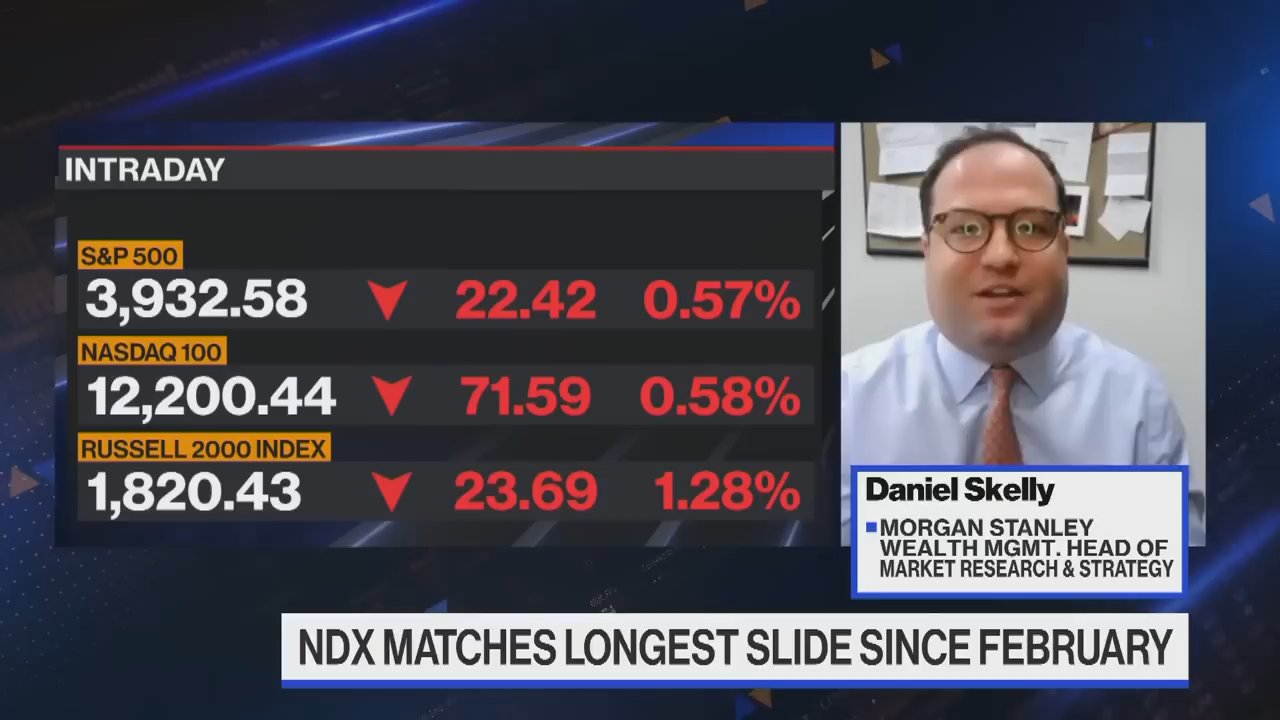 INTRADAY
S&P 500
3,932.58 22.42 0.57%
NASDAQ 100
12,200.44 71.59 0.58%
RUSSELL 2000 INDEX
1,820.43 23.69 1.28%
Daniel Skelly
MORGAN STANLEY
WEALTH MGMT. HEAD OF
MARKET RESEARCH & STRATEGY
NDX MATCHES LONGEST SLIDE SINCE FEBRUARY